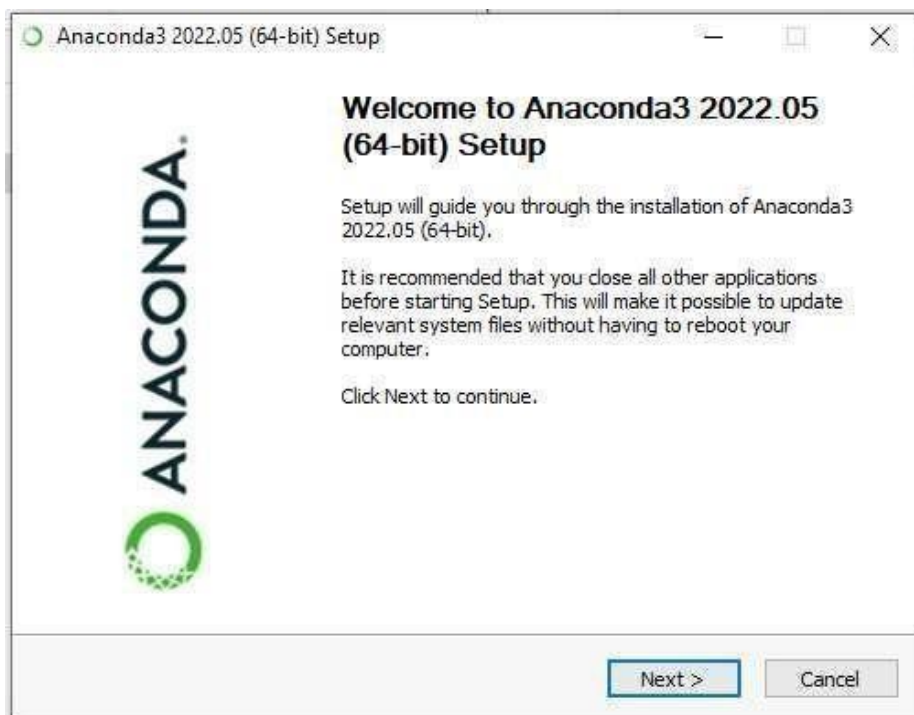 Anaconda3 2022.05 (64-bit) Setup
ANACONDA.
Welcome to Anaconda3 2022.05
(64-bit) Setup
Setup will guide you through the installation of Anaconda3
2022.05 (64-bit).
It is recommended that you close all other applications
before starting Setup. This will make it possible to update
relevant system files without having to reboot your
computer.
Click Next to continue.
Next >
Cancel